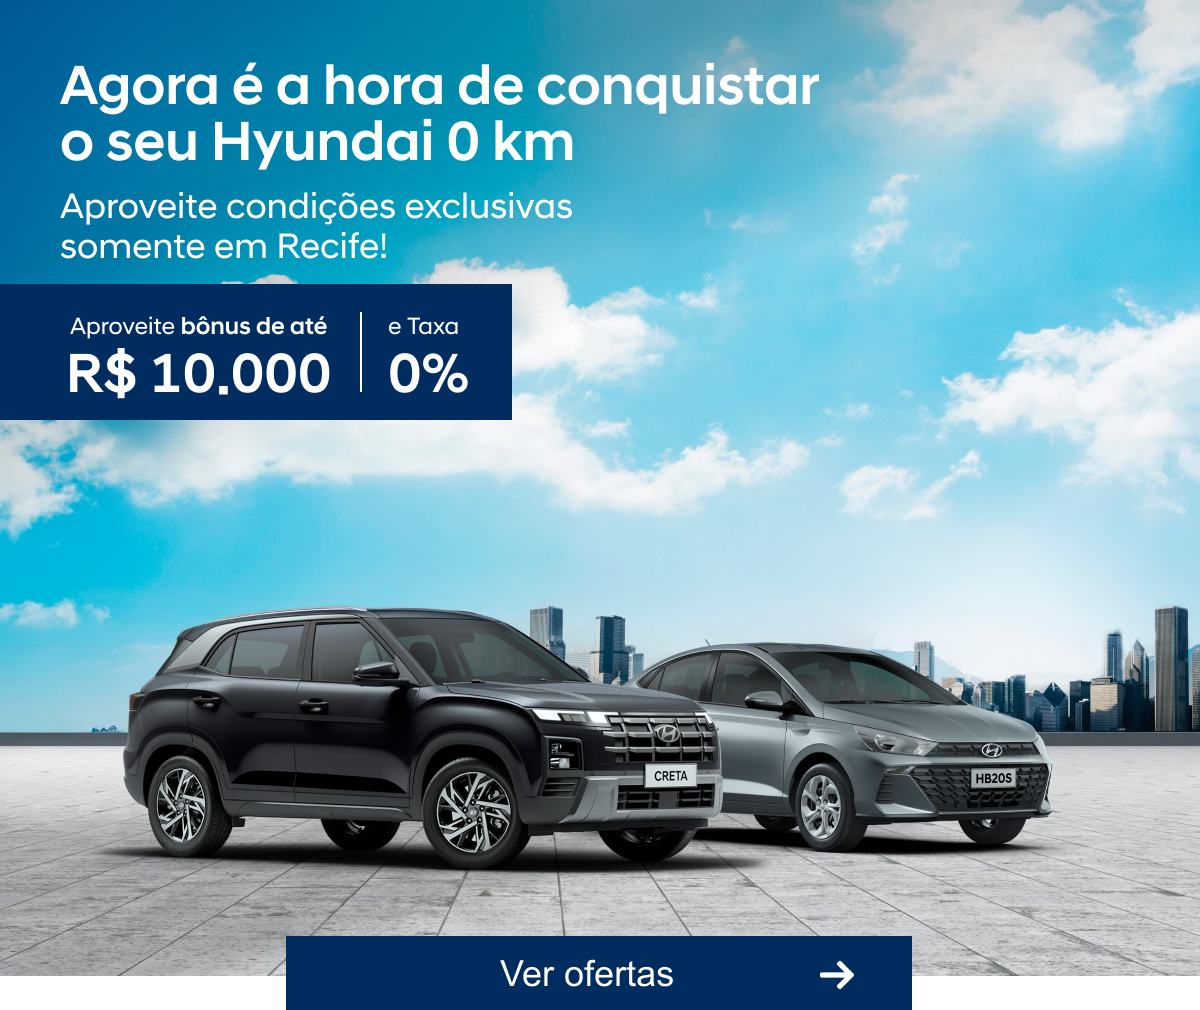 Agora é a hora de conquistar
o seu Hyundai 0 km
Aproveite condições exclusivas
somente em Recife!
Aproveite bônus de até
R$ 10.000
e Taxa
0%
CRETA
HB20S
Ver ofertas